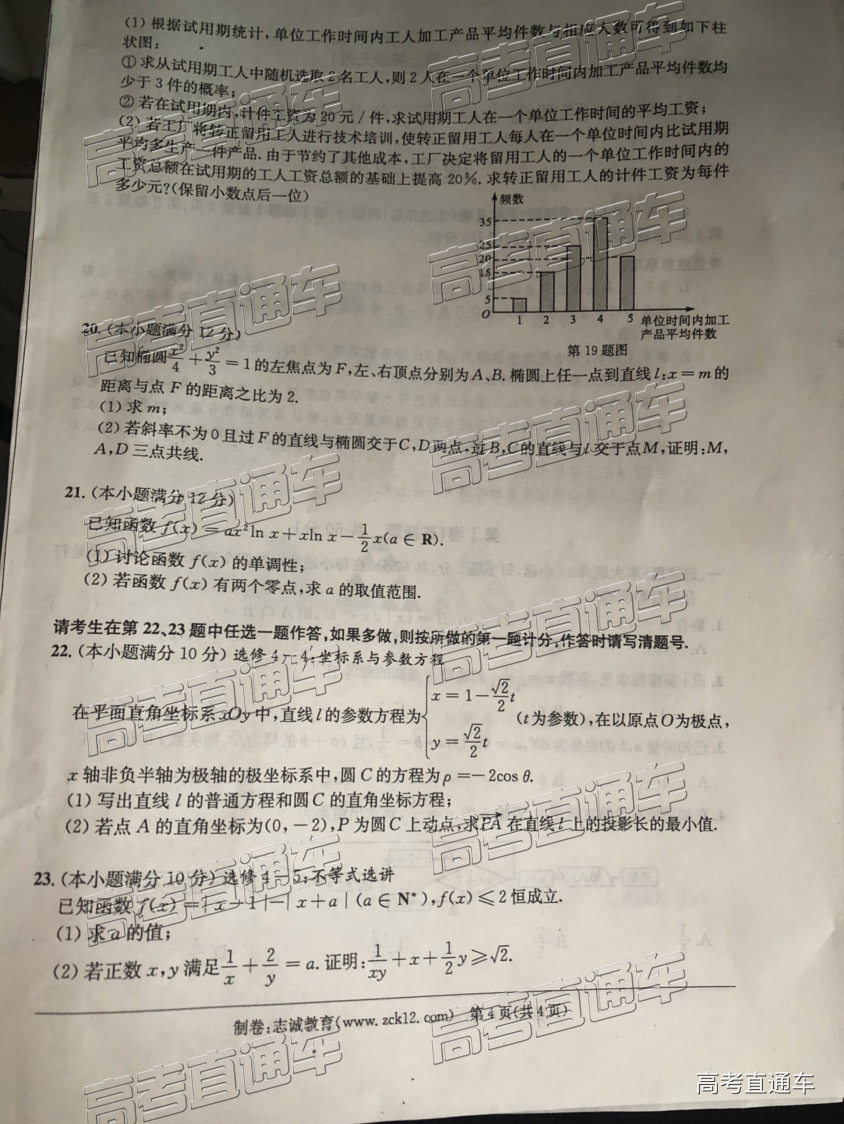 (1) 根据试用期统计,单位工作时间内工人加工产品平均件数与相应人数可得到如下柱
状图:
① 求从试用期工人中随机选取2名工人,则2人在一个单位工作时间内加工产品平均件数均
少于3件的概率;
② 若在试用期内,计件工资为20元/件,求试用期工人在一个单位工作时间的平均工资;
(2) 若工厂将转正留用工人进行技术培训,使转正留用工人每人在一个单位时间内比试用期
平均多生产一件产品.由于节约了其他成本,工厂决定将留用工人的一个单位工作时间内的
工资总额在试用期的工人工资总额的基础上提高20%.求转正留用工人的计件工资为每件
多少元?(保留小数点后一位)
频数
35
25
20
15
5
O
1 2 3 4 5 单位时间内加工
产品平均件数
第19题图
20.(本小题满分12分)
已知椭圆x²/4+y²/3=1的左焦点为F,左、右顶点分别为A、B.椭圆上任一点到直线l:x=m的
距离与点F的距离之比为2.
(1) 求m;
(2) 若斜率不为0且过F的直线与椭圆交于C,D两点,过B,C的直线与l交于点M,证明:M,
A,D三点共线.
21.(本小题满分12分)
已知函数 f(x)=ax²ln x+xln x-1/2x(a∈R).
(1) 讨论函数 f(x) 的单调性;
(2) 若函数 f(x) 有两个零点,求a的取值范围.
请考生在第22、23题中任选一题作答,如果多做,则按所做的第一题计分,作答时请写清题号.
22.(本小题满分10分) 选修4-4:坐标系与参数方程
在平面直角坐标系xOy中,直线l的参数方程为{x=1-√2/2t y=√2/2t (t为参数),在以原点O为极点,
x轴非负半轴为极轴的极坐标系中,圆C的方程为ρ=-2cos θ.
(1) 写出直线l的普通方程和圆C的直角坐标方程;
(2) 若点A的直角坐标为(0,-2),P为圆C上动点,求PA在直线l上的投影长的最小值.
23.(本小题满分10分) 选修4-5:不等式选讲
已知函数 f(x)=|x-1|-|x+a|(a∈N*),f(x)≤2恒成立.
(1) 求a的值;
(2) 若正数x,y满足1/x+2/y=a.证明:1/xy+x+1/2y≥√2.
制卷:志诚教育(www.zck12.com) 第4页(共4页)
高考直通车